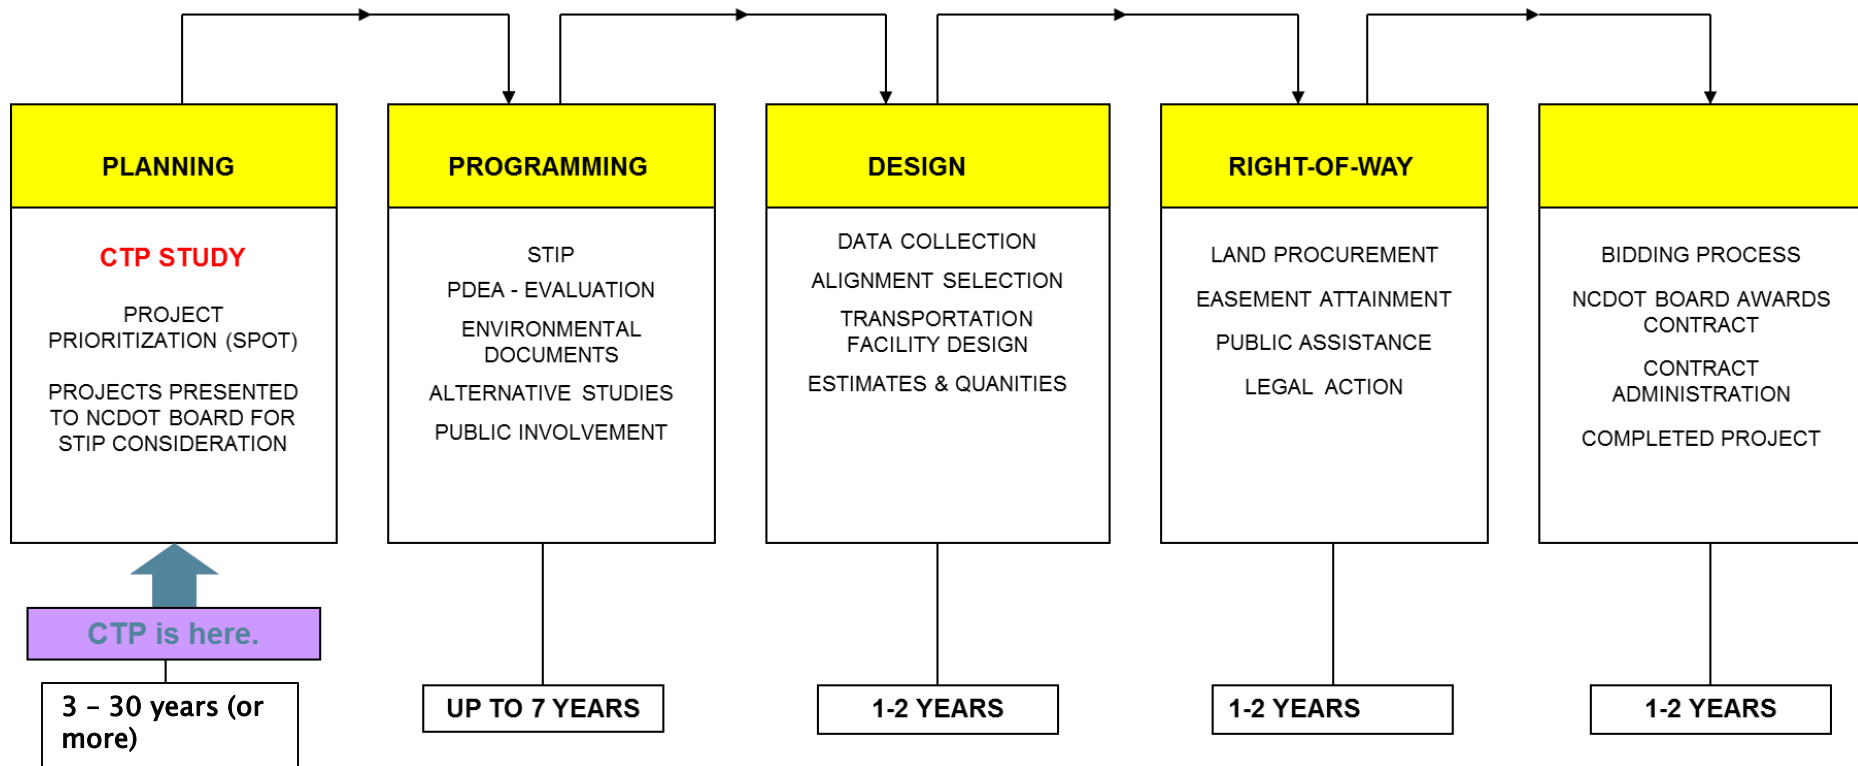 PLANNING
CTP STUDY
PROJECT
PRIORITIZATION (SPOT)
PROJECTS PRESENTED
TO NCDOT BOARD FOR
STIP CONSIDERATION
CTP is here.
3 – 30 years (or
more)
PROGRAMMING
STIP
PDEA - EVALUATION
ENVIRONMENTAL
DOCUMENTS
ALTERNATIVE STUDIES
PUBLIC INVOLVEMENT
UP TO 7 YEARS
DESIGN
DATA COLLECTION
ALIGNMENT SELECTION
TRANSPORTATION
FACILITY DESIGN
ESTIMATES & QUANITIES
1-2 YEARS
RIGHT-OF-WAY
LAND PROCUREMENT
EASEMENT ATTAINMENT
PUBLIC ASSISTANCE
LEGAL ACTION
1-2 YEARS
BIDDING PROCESS
NCDOT BOARD AWARDS
CONTRACT
CONTRACT
ADMINISTRATION
COMPLETED PROJECT
1-2 YEARS